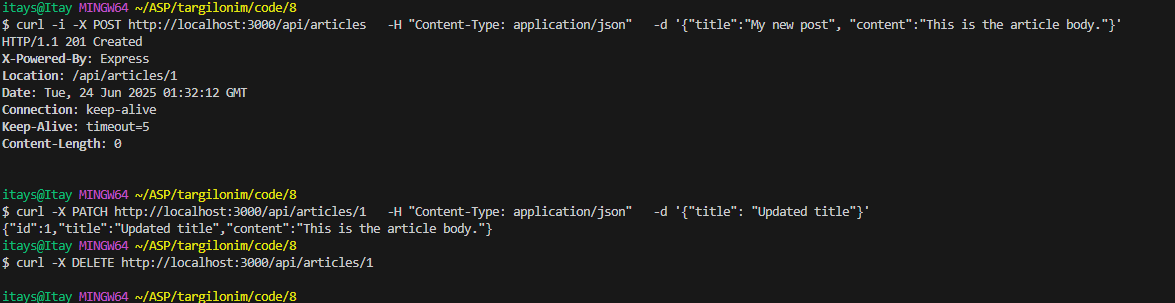 itays@Itay MINGW64 ~/ASP/targilonim/code/8
$ curl -i -X POST http://localhost:3000/api/articles   -H "Content-Type: application/json"   -d '{"title":"My new post", "content":"This is the article body."}'
HTTP/1.1 201 Created
X-Powered-By: Express
Location: /api/articles/1
Date: Tue, 24 Jun 2025 01:32:12 GMT
Connection: keep-alive
Keep-Alive: timeout=5
Content-Length: 0
itays@Itay MINGW64 ~/ASP/targilonim/code/8
$ curl -X PATCH http://localhost:3000/api/articles/1   -H "Content-Type: application/json"   -d '{"title": "Updated title"}'
{"id":1,"title":"Updated title","content":"This is the article body."}
itays@Itay MINGW64 ~/ASP/targilonim/code/8
$ curl -X DELETE http://localhost:3000/api/articles/1
itays@Itay MINGW64 ~/ASP/targilonim/code/8